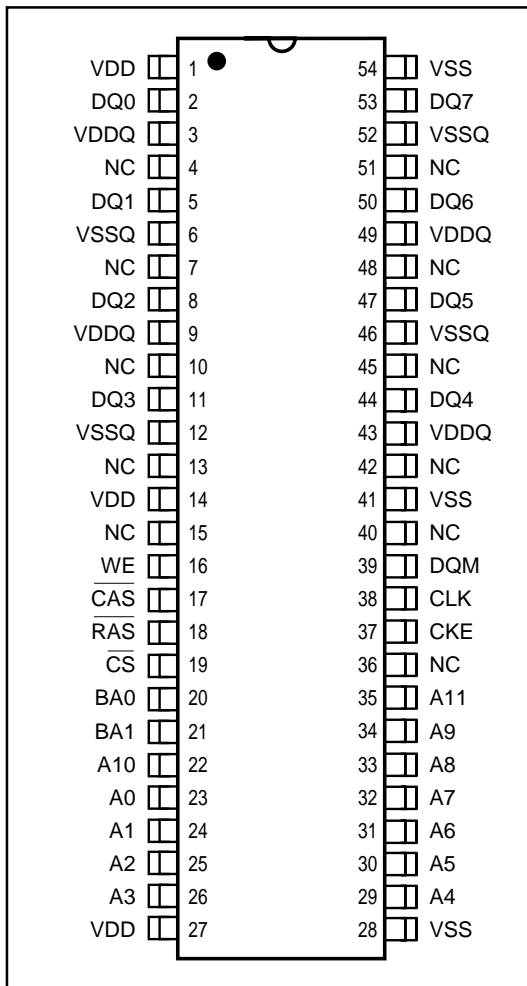 VDD 1 54 VSS
DQ0 2 53 DQ7
VDDQ 3 52 VSSQ
NC 4 51 NC
DQ1 5 50 DQ6
VSSQ 6 49 VDDQ
NC 7 48 NC
DQ2 8 47 DQ5
VDDQ 9 46 VSSQ
NC 10 45 NC
DQ3 11 44 DQ4
VSSQ 12 43 VDDQ
NC 13 42 NC
VDD 14 41 VSS
NC 15 40 NC
WE 16 39 DQM
C̅A̅S̅ 17 38 CLK
R̅A̅S̅ 18 37 CKE
C̅S̅ 19 36 NC
BA0 20 35 A11
BA1 21 34 A9
A10 22 33 A8
A0 23 32 A7
A1 24 31 A6
A2 25 30 A5
A3 26 29 A4
VDD 27 28 VSS